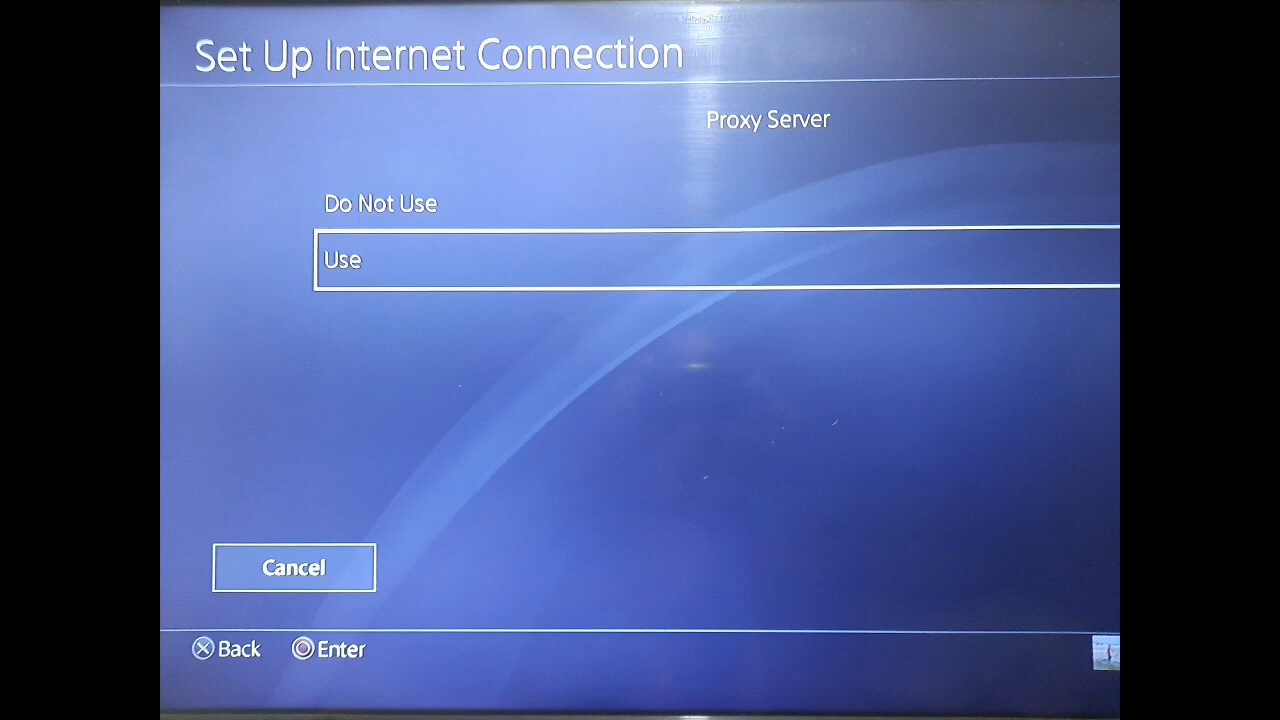 Set Up Internet Connection
Proxy Server
Do Not Use
Use
Cancel
Back Enter